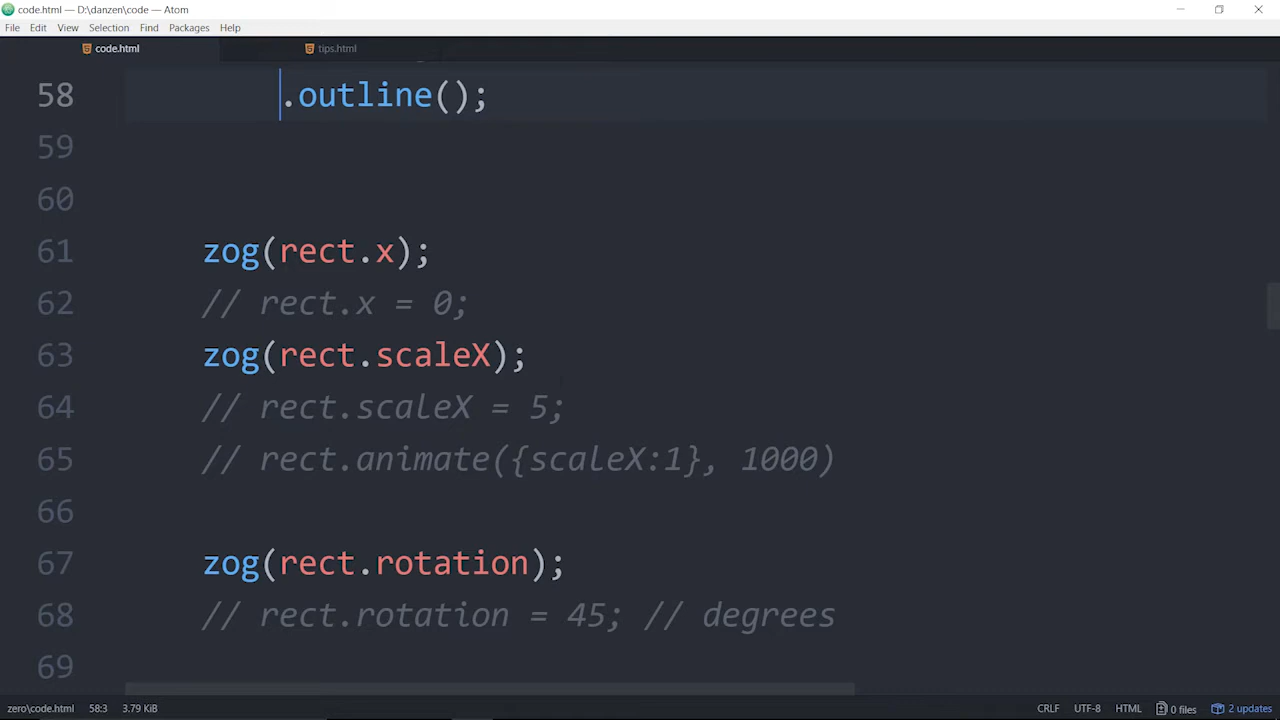 code.html — D:\danzen\code — Atom
File Edit View Selection Find Packages Help
code.html tips.html
58 .outline();
59
60
61 zog(rect.x);
62 // rect.x = 0;
63 zog(rect.scaleX);
64 // rect.scaleX = 5;
65 // rect.animate({scaleX:1}, 1000)
66
67 zog(rect.rotation);
68 // rect.rotation = 45; // degrees
69
zero\code.html 58:3 3.79 KiB CRLF UTF-8 HTML 0 files 2 updates